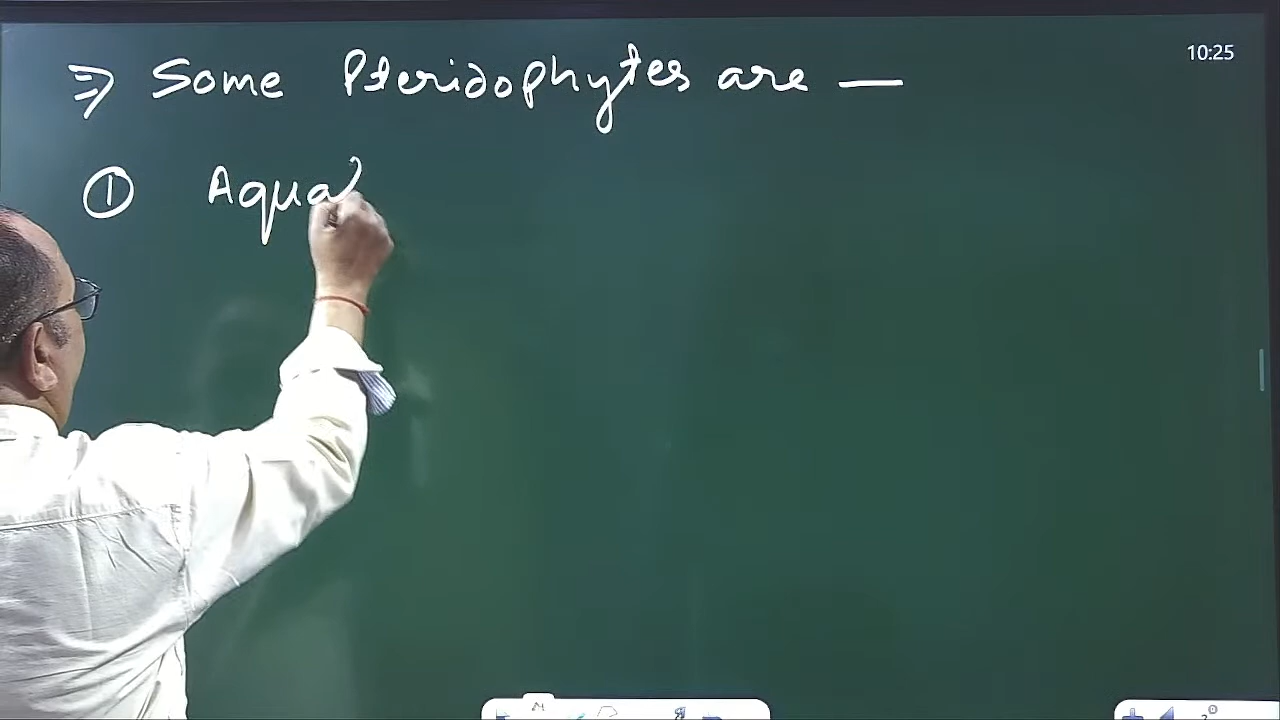 ⇒ Some Pteridophytes are —
10:25
① Aqua